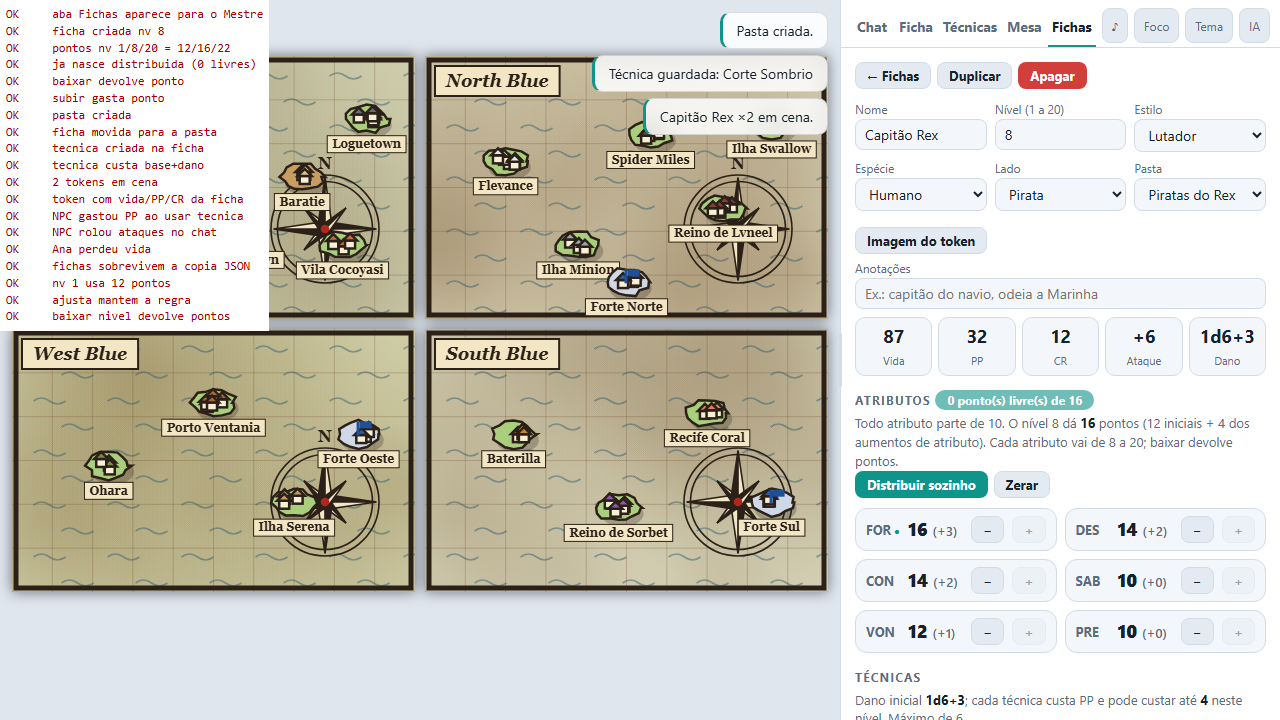 OK aba Fichas aparece para o Mestre
OK ficha criada nv 8
OK pontos nv 1/8/20 = 12/16/22
OK ja nasce distribuida (0 livres)
OK baixar devolve ponto
OK subir gasta ponto
OK pasta criada
OK ficha movida para a pasta
OK tecnica criada na ficha
OK tecnica custa base+dano
OK 2 tokens em cena
OK token com vida/PP/CR da ficha
OK NPC gastou PP ao usar tecnica
OK NPC rolou ataques no chat
OK Ana perdeu vida
OK fichas sobrevivem a copia JSON
OK nv 1 usa 12 pontos
OK ajusta mantem a regra
OK baixar nivel devolve pontos
Pasta criada.
Técnica guardada: Corte Sombrio
Capitão Rex ×2 em cena.
Loguetown
N
Baratie
Vila Cocoyasi
North Blue
Spider Miles
Ilha Swallow
Flevance
N
Reino de Lvneel
Ilha Minion
Forte Norte
West Blue
Porto Ventania
N
Forte Oeste
Ohara
Ilha Serena
South Blue
Recife Coral
Baterilla
N
Reino de Sorbet
Forte Sul
Chat Ficha Técnicas Mesa Fichas ♪ Foco Tema IA
← Fichas Duplicar Apagar
Nome Nível (1 a 20) Estilo
Capitão Rex 8 Lutador
Espécie Lado Pasta
Humano Pirata Piratas do Rex
Imagem do token
Anotações
Ex.: capitão do navio, odeia a Marinha
87 32 12 +6 1d6+3
Vida PP CR Ataque Dano
ATRIBUTOS 0 ponto(s) livre(s) de 16
Todo atributo parte de 10. O nível 8 dá 16 pontos (12 iniciais + 4 dos
aumentos de atributo). Cada atributo vai de 8 a 20; baixar devolve
pontos.
Distribuir sozinho Zerar
FOR • 16 (+3) − + DES 14 (+2) − +
CON 14 (+2) − + SAB 10 (+0) − +
VON 12 (+1) − + PRE 10 (+0) − +
TÉCNICAS
Dano inicial 1d6+3; cada técnica custa PP e pode custar até 4 neste
nível. Máximo de 6